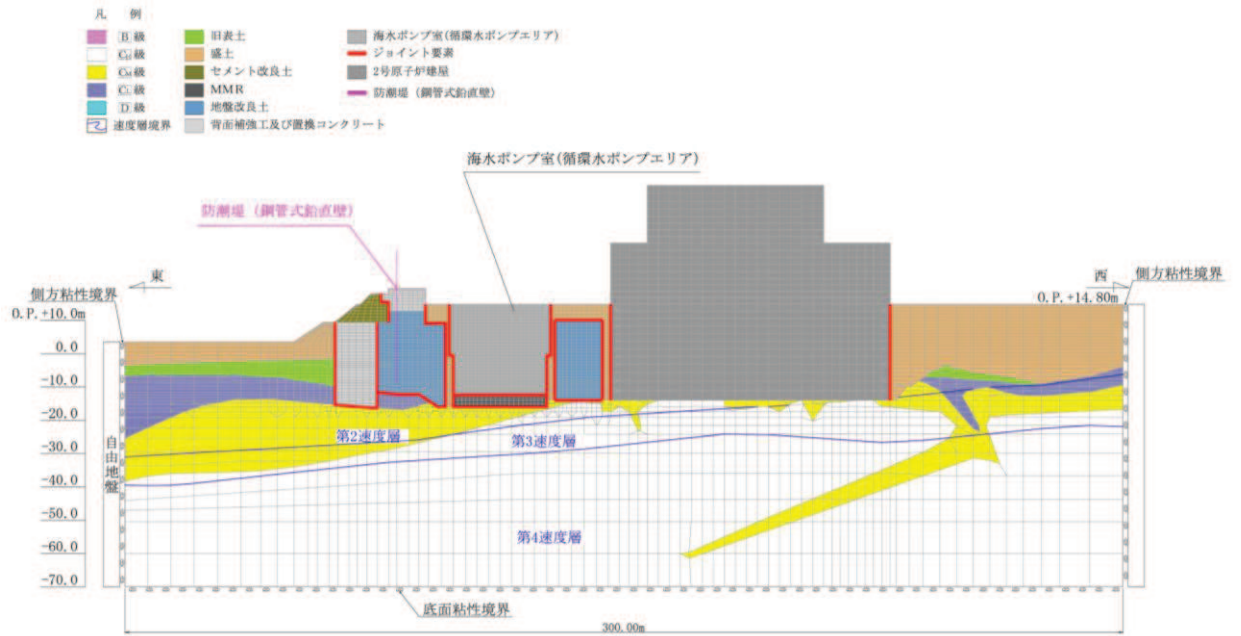 凡 例
B 級
CH 級
CM 級
CL 級
D 級
速度層境界
旧表土
盛土
セメント改良土
MMR
地盤改良土
背面補強工及び置換コンクリート
海水ポンプ室(循環水ポンプエリア)
ジョイント要素
2号原子炉建屋
防潮堤 (鋼管式鉛直壁)
海水ポンプ室(循環水ポンプエリア)
防潮堤 (鋼管式鉛直壁)
東
西
側方粘性境界
側方粘性境界
O.P.+14.80m
O.P.+10.0m
0.0
-10.0
-20.0
-30.0
-40.0
-50.0
-60.0
-70.0
自由地盤
第2速度層
第3速度層
第4速度層
底面粘性境界
300.00m